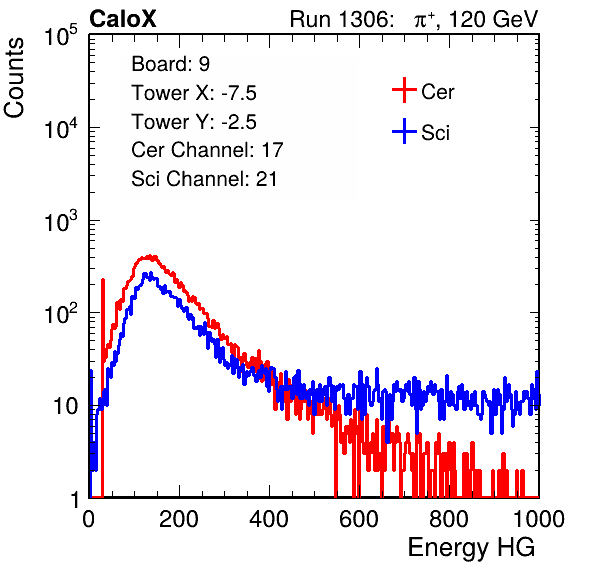 CaloX Run 1306: π⁺, 120 GeV
Counts
Board: 9
Tower X: -7.5
Tower Y: -2.5
Cer Channel: 17
Sci Channel: 21
Cer
Sci
10⁵
10⁴
10³
10²
10
1
0 200 400 600 800 1000
Energy HG